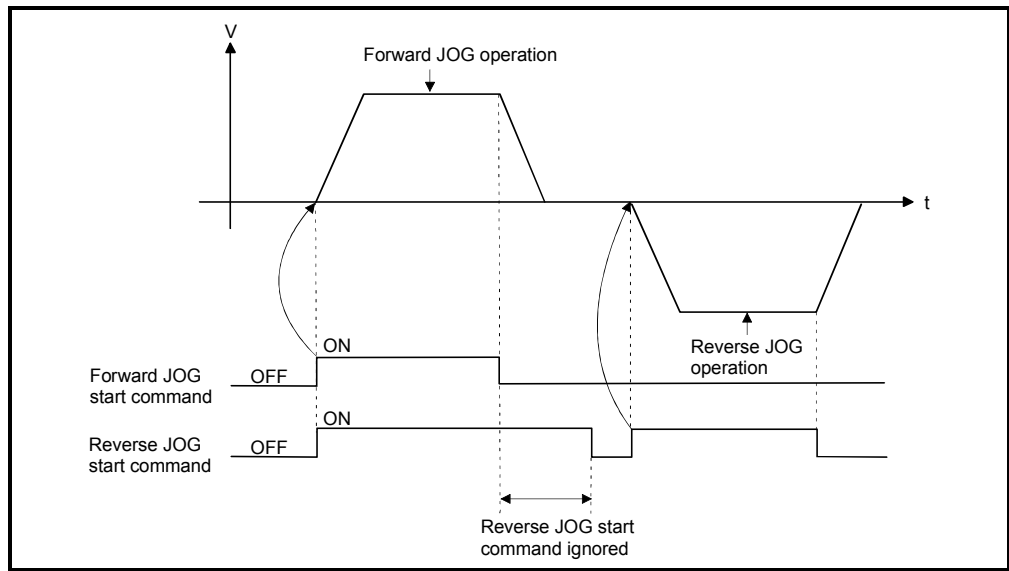 V
Forward JOG operation
t
Reverse JOG
operation
ON
Forward JOG
start command
OFF
ON
Reverse JOG
start command
OFF
Reverse JOG start
command ignored